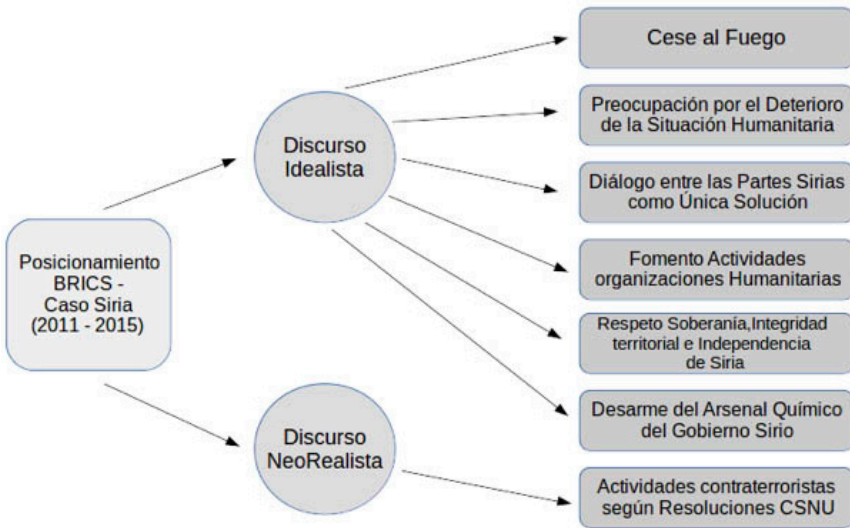 Posicionamiento
BRICS -
Caso Siria
(2011 - 2015)
Discurso
Idealista
Discurso
NeoRealista
Cese al Fuego
Preocupación por el Deterioro
de la Situación Humanitaria
Diálogo entre las Partes Sirias
como Única Solución
Fomento Actividades
organizaciones Humanitarias
Respeto Soberanía,Integridad
territorial e Independencia
de Siria
Desarme del Arsenal Químico
del Gobierno Sirio
Actividades contraterroristas
según Resoluciones CSNU